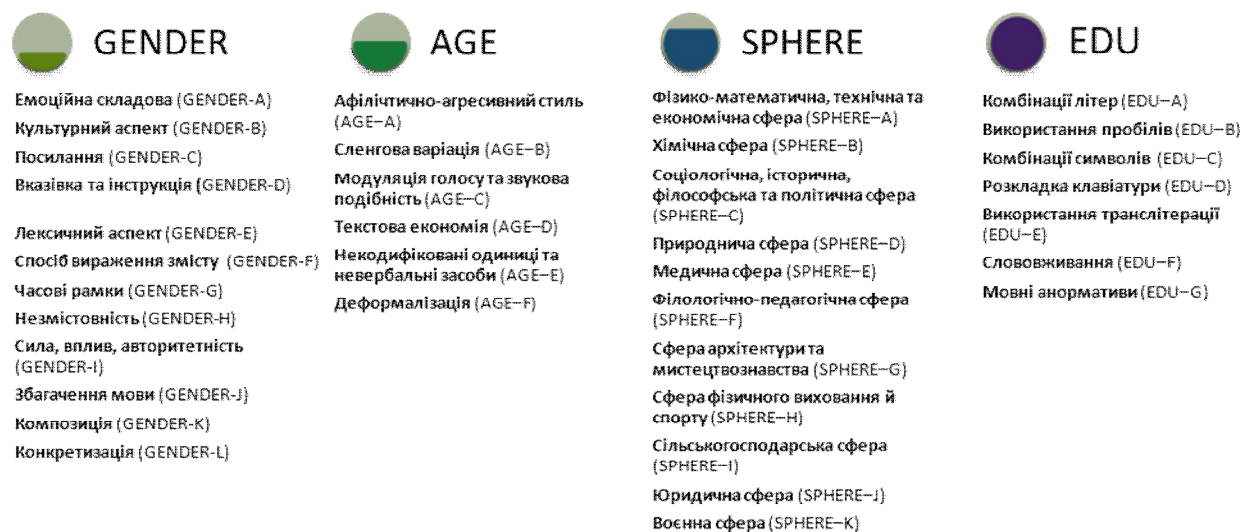 GENDER
Емоційна складова (GENDER-A)
Культурний аспект (GENDER-B)
Посилання (GENDER-C)
Вказівка та інструкція (GENDER-D)
Лексичний аспект (GENDER-E)
Спосіб вираження змісту (GENDER-F)
Часові рамки (GENDER-G)
Незмістовність (GENDER-H)
Сила, вплив, авторитетність
(GENDER-I)
Збагачення мови (GENDER-J)
Композиція (GENDER-K)
Конкретизація (GENDER-L)
AGE
Афілічтично-агресивний стиль
(AGE–A)
Сленгова варіація (AGE–B)
Модуляція голосу та звукова
подібність (AGE–C)
Текстова економія (AGE–D)
Некодифіковані одиниці та
невербальні засоби (AGE–E)
Деформалізація (AGE–F)
SPHERE
Фізико-математична, технічна та
економічна сфера (SPHERE–A)
Хімічна сфера (SPHERE–B)
Соціологічна, історична,
філософська та політична сфера
(SPHERE–C)
Природнича сфера (SPHERE–D)
Медична сфера (SPHERE–E)
Філологічно-педагогічна сфера
(SPHERE–F)
Сфера архітектури та
мистецтвознавства (SPHERE–G)
Сфера фізичного виховання й
спорту (SPHERE–H)
Сільськогосподарська сфера
(SPHERE–I)
Юридична сфера (SPHERE–J)
Воєнна сфера (SPHERE–K)
EDU
Комбінації літер (EDU–A)
Використання пробілів (EDU–B)
Комбінації символів (EDU–C)
Розкладка клавіатури (EDU–D)
Використання транслітерації
(EDU–E)
Слововживання (EDU–F)
Мовні анормативи (EDU–G)